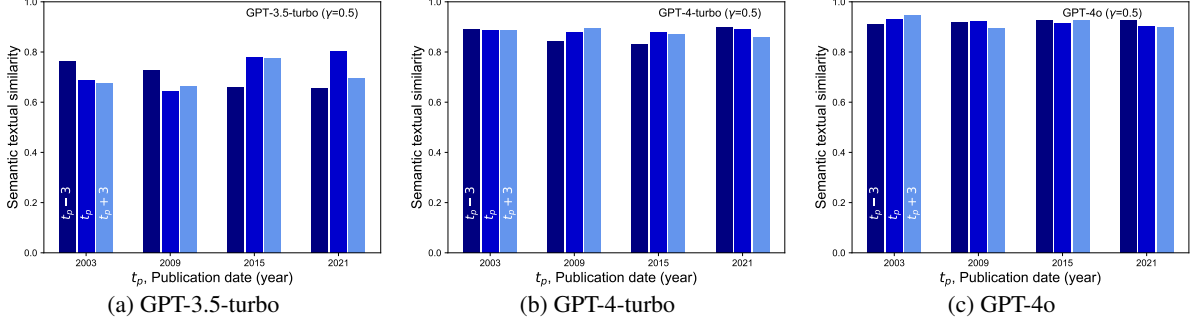 GPT-3.5-turbo (γ=0.5)
Semantic textual similarity
1.0
0.8
0.6
0.4
0.2
0.0
t_p − 3
t_p
t_p + 3
2003 2009 2015 2021
t_p, Publication date (year)
(a) GPT-3.5-turbo
GPT-4-turbo (γ=0.5)
Semantic textual similarity
1.0
0.8
0.6
0.4
0.2
0.0
t_p − 3
t_p
t_p + 3
2003 2009 2015 2021
t_p, Publication date (year)
(b) GPT-4-turbo
GPT-4o (γ=0.5)
Semantic textual similarity
1.0
0.8
0.6
0.4
0.2
0.0
t_p − 3
t_p
t_p + 3
2003 2009 2015 2021
t_p, Publication date (year)
(c) GPT-4o